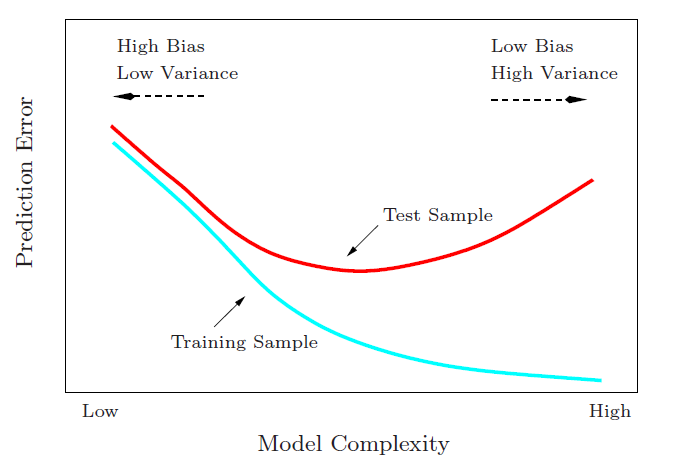 High Bias
Low Variance
Low Bias
High Variance
Prediction Error
Test Sample
Training Sample
Low
High
Model Complexity